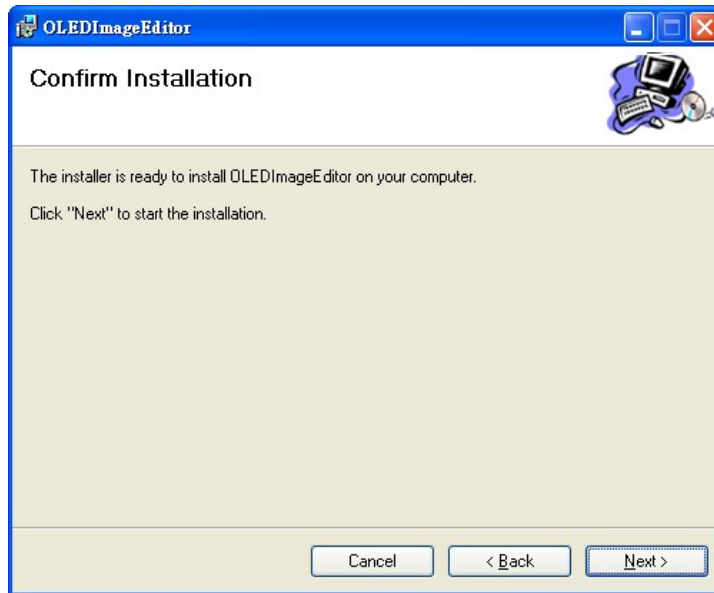 OLEDImageEditor
Confirm Installation
The installer is ready to install OLEDImageEditor on your computer.
Click "Next" to start the installation.
Cancel
< Back
Next >